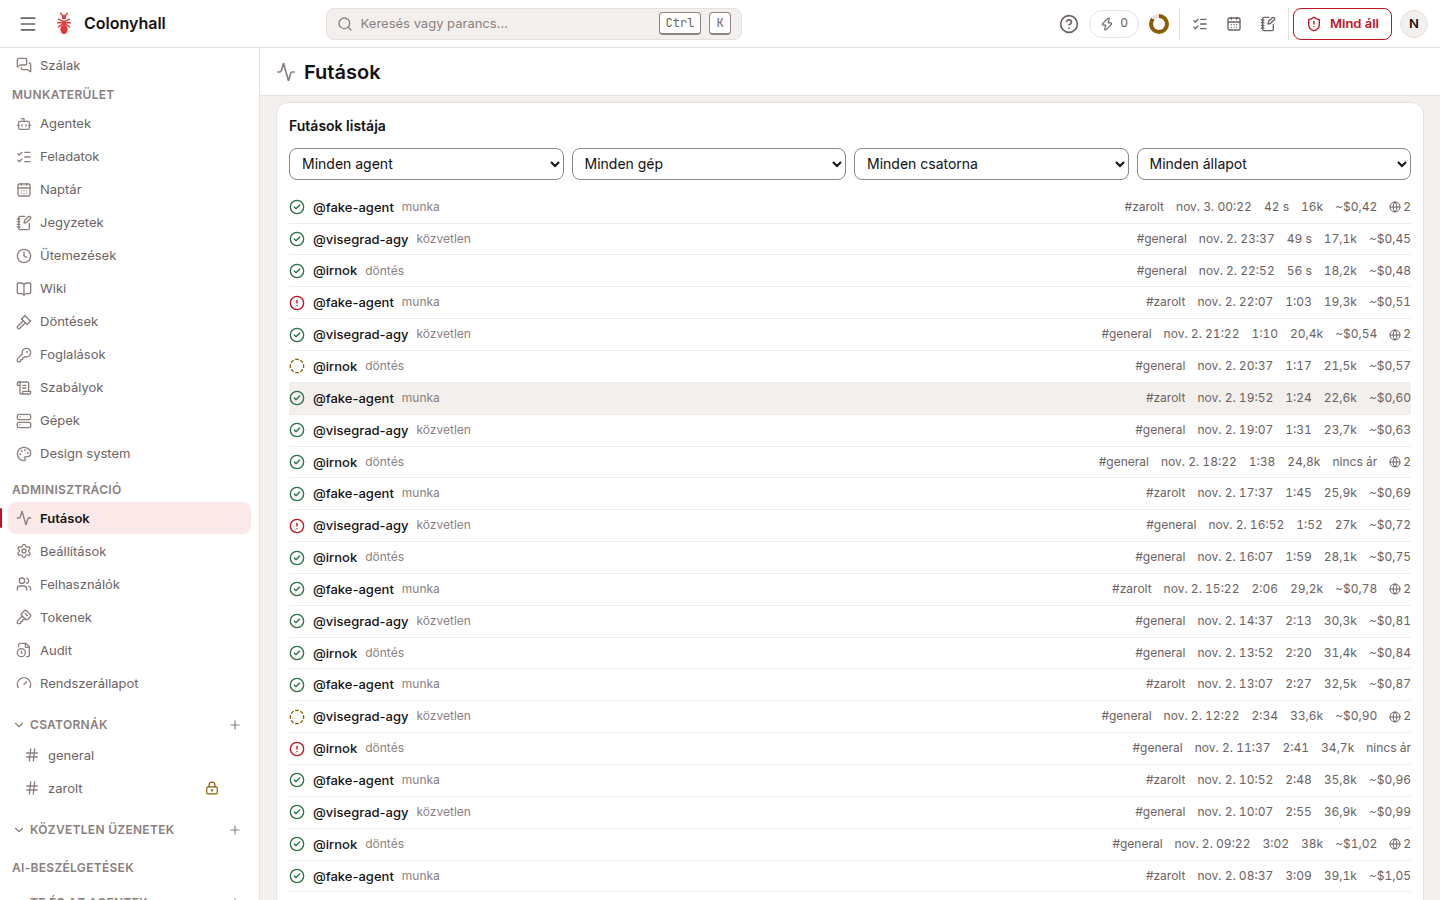 Colonyhall
Keresés vagy parancs...
Ctrl
K
0
Mind áll
N
Szálak
MUNKATERÜLET
Agentek
Feladatok
Naptár
Jegyzetek
Ütemezések
Wiki
Döntések
Foglalások
Szabályok
Gépek
Design system
ADMINISZTRÁCIÓ
Futások
Beállítások
Felhasználók
Tokenek
Audit
Rendszerállapot
CSATORNÁK
general
zarolt
KÖZVETLEN ÜZENETEK
AI-BESZÉLGETÉSEK
TE ÉS AZ AGENTEK
Futások
Futások listája
Minden agent
Minden gép
Minden csatorna
Minden állapot
@fake-agent munka #zarolt nov. 3. 00:22 42 s 16k ~$0,42 2
@visegrad-agy közvetlen #general nov. 2. 23:37 49 s 17,1k ~$0,45
@irnok döntés #general nov. 2. 22:52 56 s 18,2k ~$0,48
@fake-agent munka #zarolt nov. 2. 22:07 1:03 19,3k ~$0,51
@visegrad-agy közvetlen #general nov. 2. 21:22 1:10 20,4k ~$0,54 2
@irnok döntés #general nov. 2. 20:37 1:17 21,5k ~$0,57
@fake-agent munka #zarolt nov. 2. 19:52 1:24 22,6k ~$0,60
@visegrad-agy közvetlen #general nov. 2. 19:07 1:31 23,7k ~$0,63
@irnok döntés #general nov. 2. 18:22 1:38 24,8k nincs ár 2
@fake-agent munka #zarolt nov. 2. 17:37 1:45 25,9k ~$0,69
@visegrad-agy közvetlen #general nov. 2. 16:52 1:52 27k ~$0,72
@irnok döntés #general nov. 2. 16:07 1:59 28,1k ~$0,75
@fake-agent munka #zarolt nov. 2. 15:22 2:06 29,2k ~$0,78 2
@visegrad-agy közvetlen #general nov. 2. 14:37 2:13 30,3k ~$0,81
@irnok döntés #general nov. 2. 13:52 2:20 31,4k ~$0,84
@fake-agent munka #zarolt nov. 2. 13:07 2:27 32,5k ~$0,87
@visegrad-agy közvetlen #general nov. 2. 12:22 2:34 33,6k ~$0,90 2
@irnok döntés #general nov. 2. 11:37 2:41 34,7k nincs ár
@fake-agent munka #zarolt nov. 2. 10:52 2:48 35,8k ~$0,96
@visegrad-agy közvetlen #general nov. 2. 10:07 2:55 36,9k ~$0,99
@irnok döntés #general nov. 2. 09:22 3:02 38k ~$1,02 2
@fake-agent munka #zarolt nov. 2. 08:37 3:09 39,1k ~$1,05